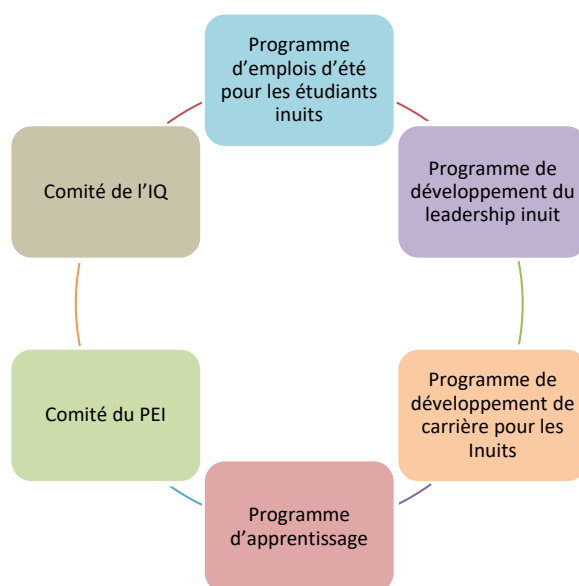 Programme
d’emplois d’été
pour les étudiants
inuits
Programme de
développement du
leadership inuit
Programme de
développement de
carrière pour les
Inuits
Programme
d’apprentissage
Comité du PEI
Comité de l’IQ